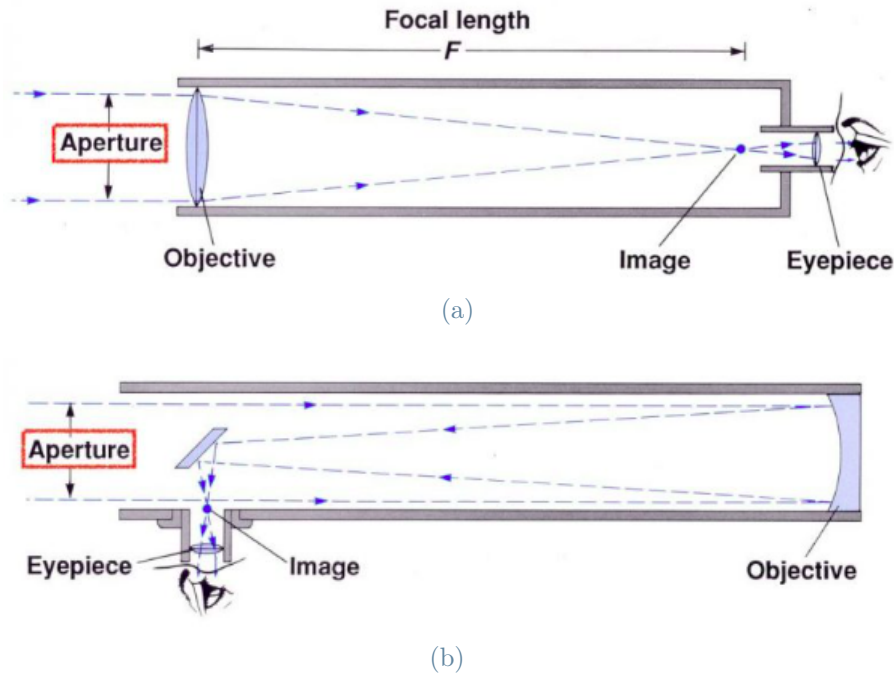 Focal length
F
Aperture
Objective
Image
Eyepiece
(a)
Aperture
Eyepiece
Image
Objective
(b)